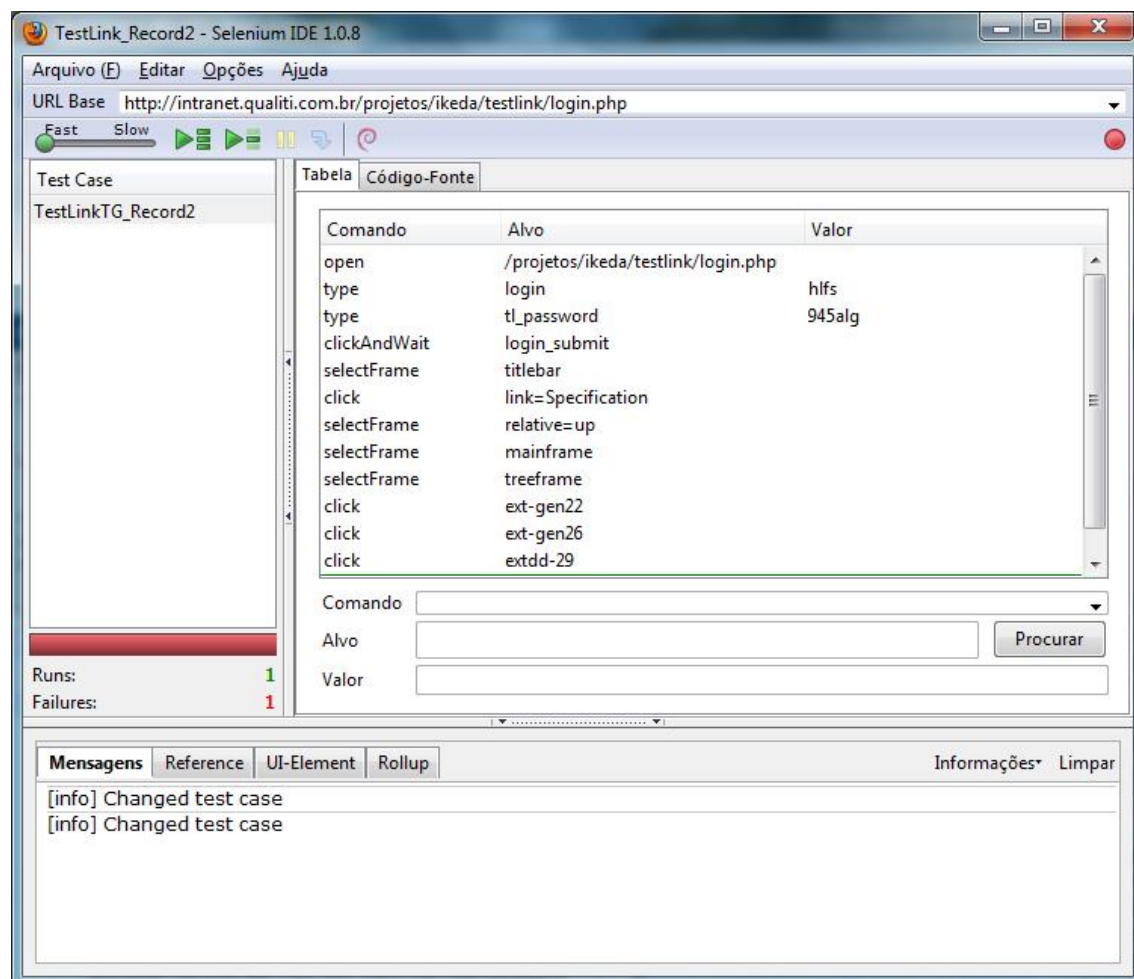 TestLink_Record2 - Selenium IDE 1.0.8
Arquivo (F) Editar Opções Ajuda
URL Base http://intranet.qualiti.com.br/projetos/ikeda/testlink/login.php
Fast Slow
Test Case
TestLinkTG_Record2
Tabela Código-Fonte
Comando Alvo Valor
open /projetos/ikeda/testlink/login.php
type login hlfs
type tl_password 945alg
clickAndWait login_submit
selectFrame titlebar
click link=Specification
selectFrame relative=up
selectFrame mainframe
selectFrame treeframe
click ext-gen22
click ext-gen26
click extdd-29
Comando
Alvo Procurar
Valor
Runs: 1
Failures: 1
Mensagens Reference UI-Element Rollup Informações Limpar
[info] Changed test case
[info] Changed test case